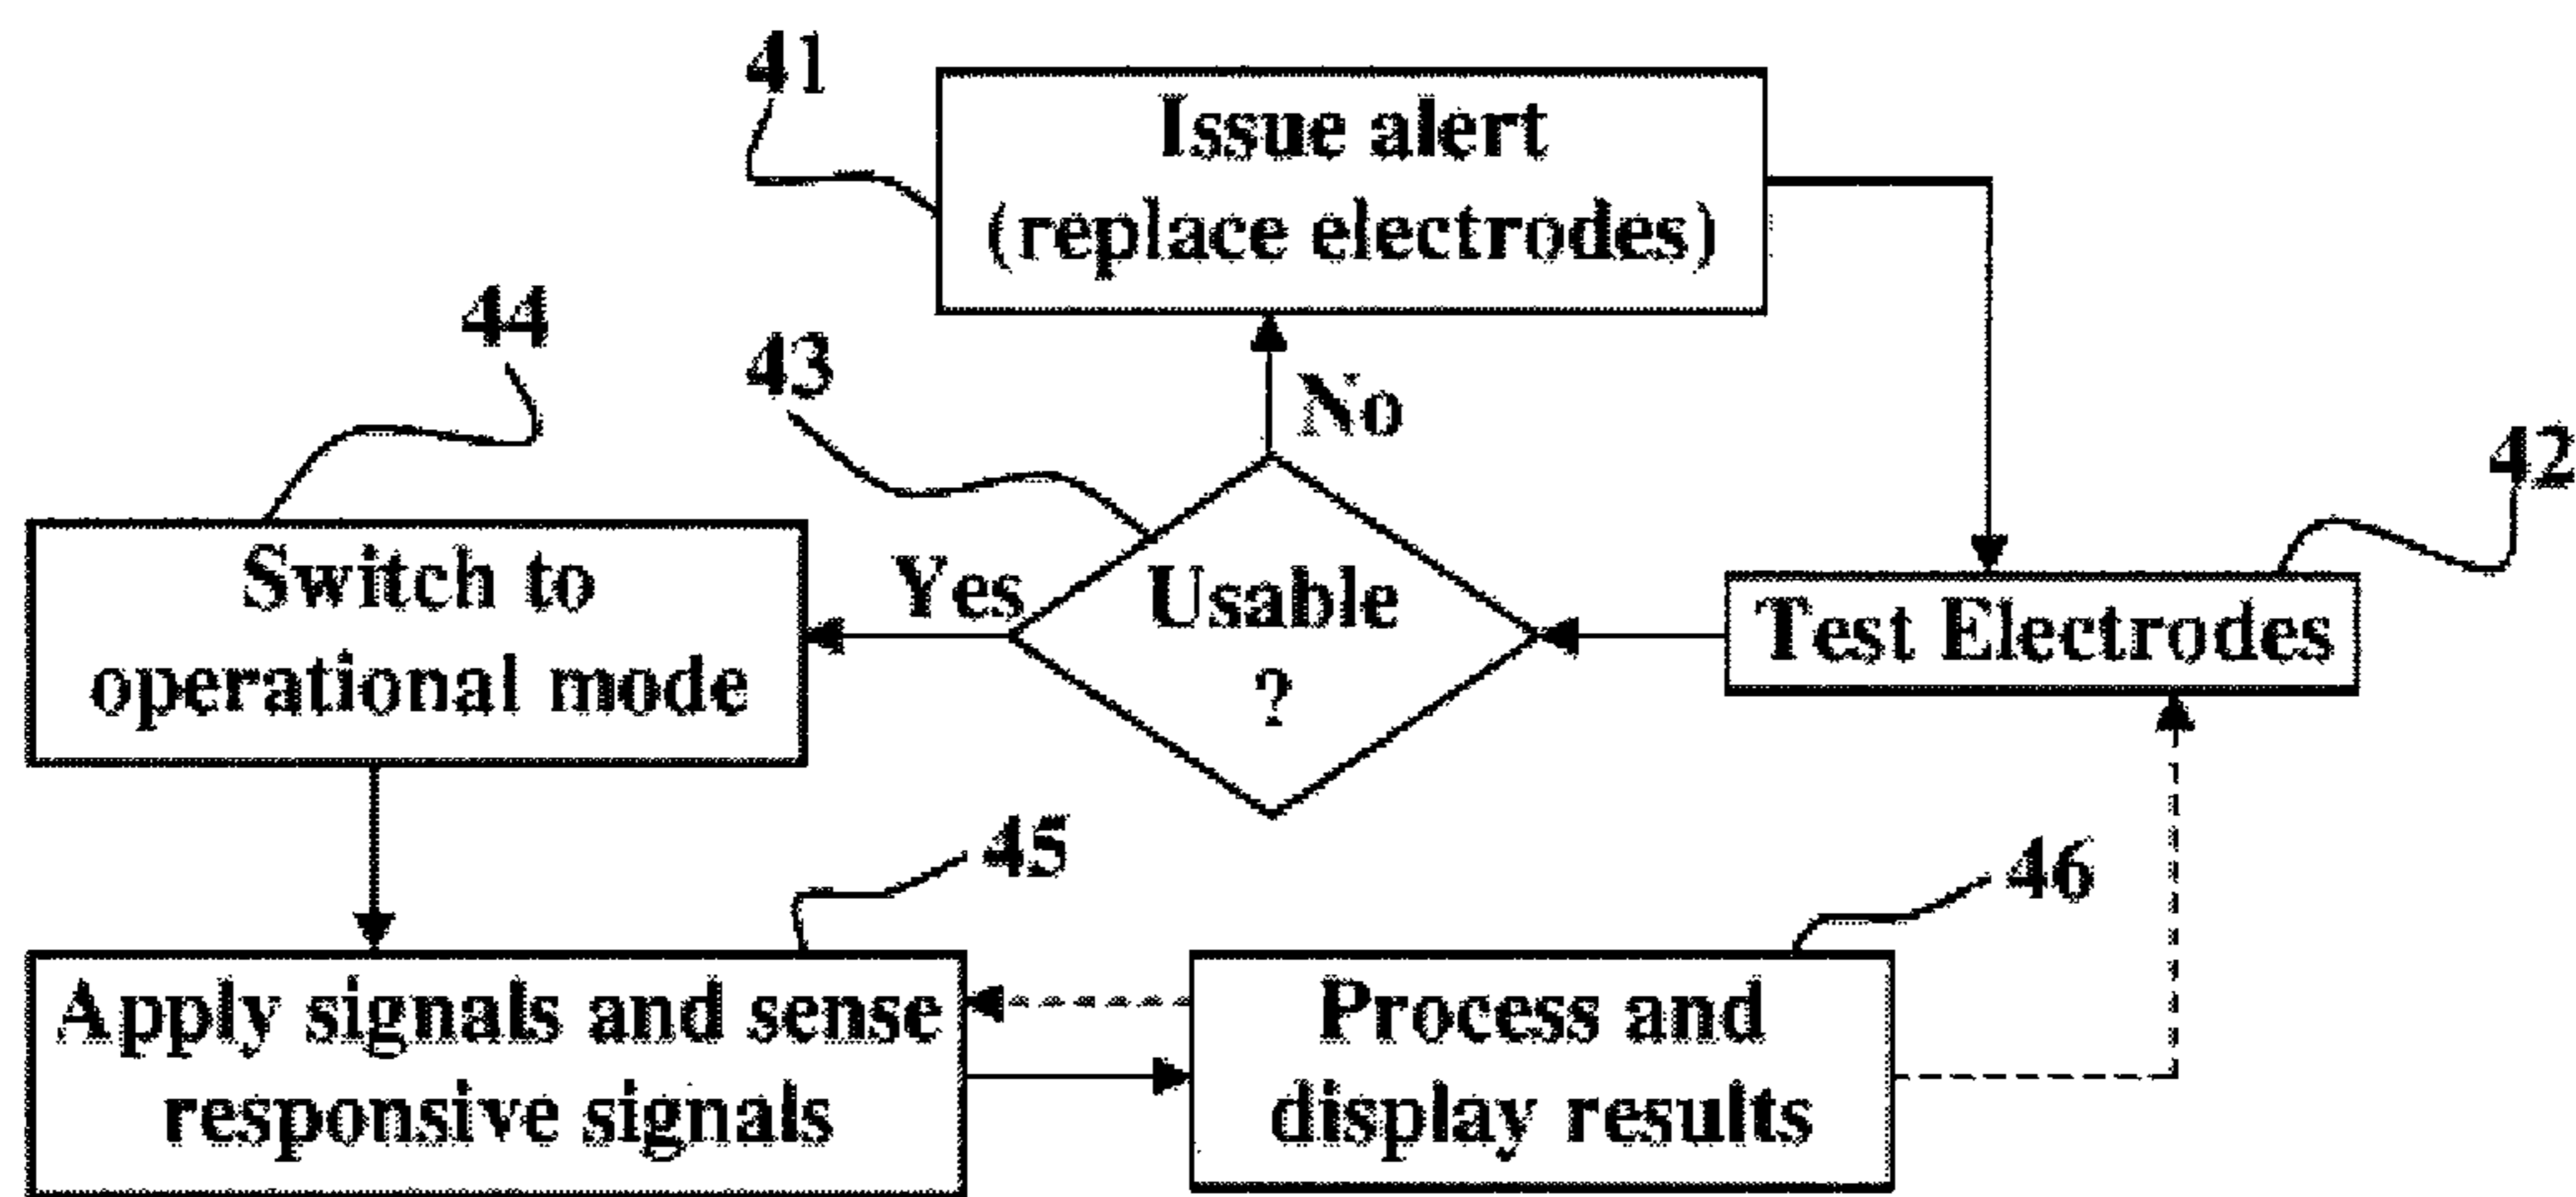 41
Issue alert
(replace electrodes)
44
43
No
42
Switch to
operational mode
Yes
Usable
?
Test Electrodes
45
46
Apply signals and sense
responsive signals
Process and
display results